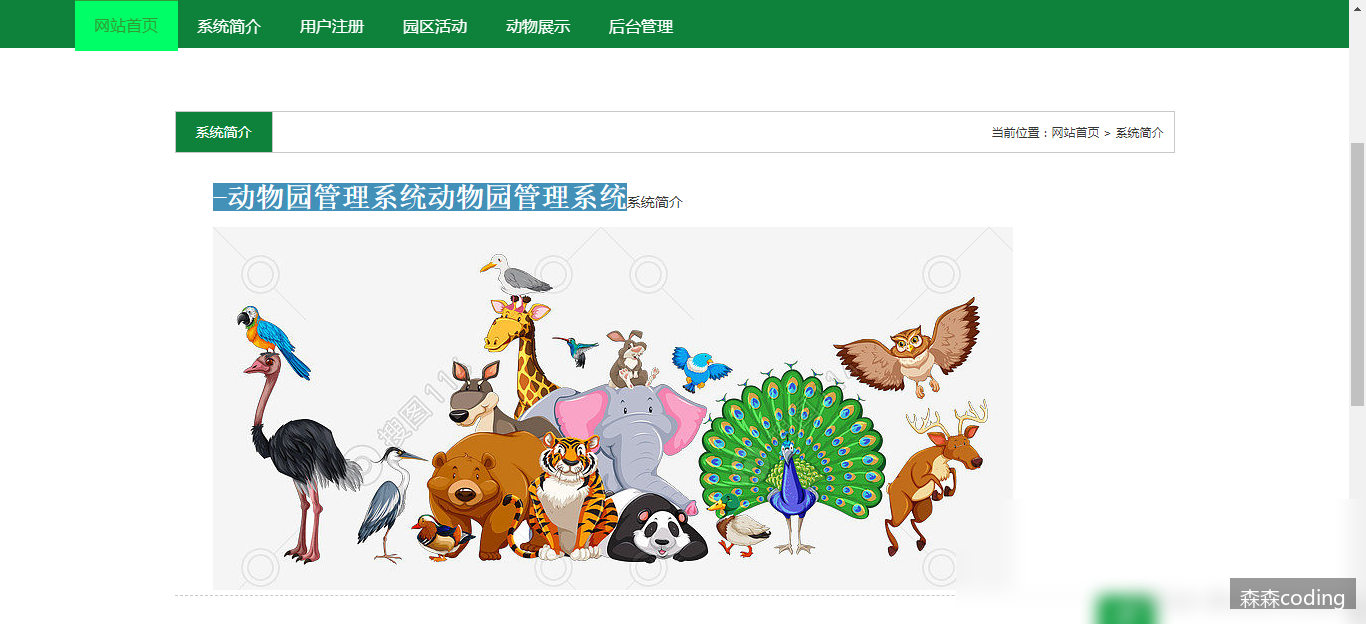 网站首页 系统简介 用户注册 园区活动 动物展示 后台管理
系统简介 当前位置：网站首页 > 系统简介
–动物园管理系统动物园管理系统系统简介
搜图11
森森coding